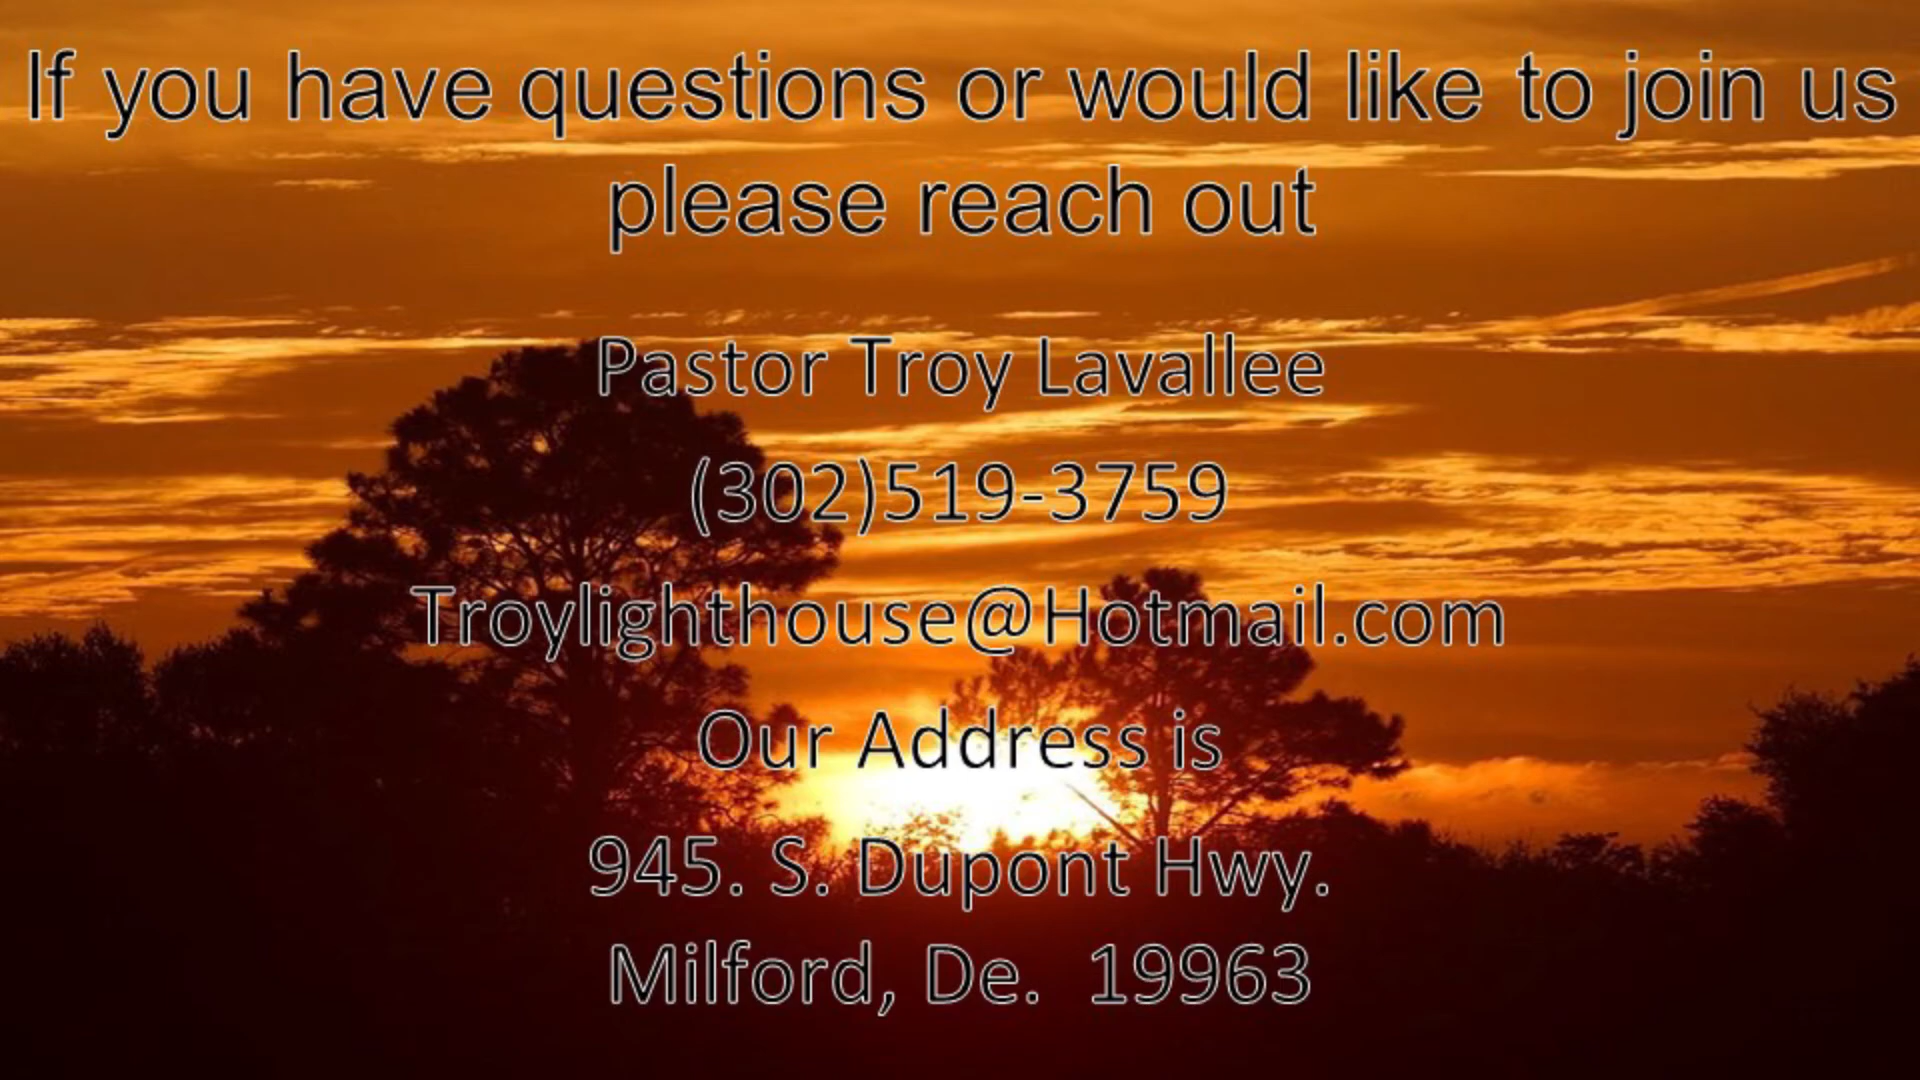 If you have questions or would like to join us
please reach out
Pastor Troy Lavallee
(302)519-3759
Troylighthouse@Hotmail.com
Our Address is
945. S. Dupont Hwy.
Milford, De.  19963